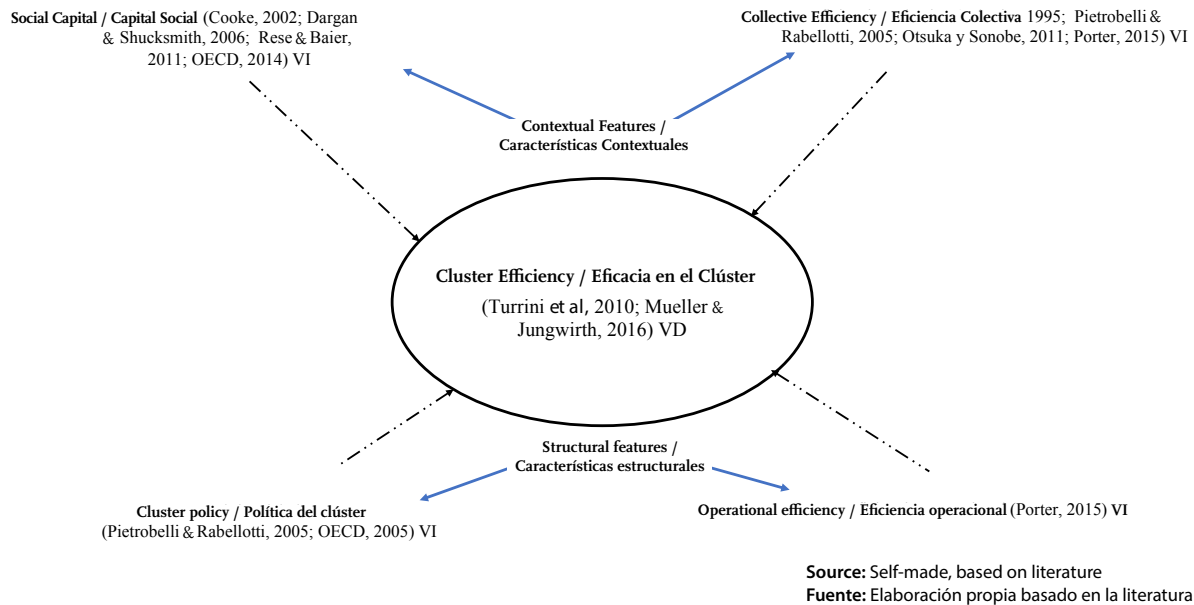 Social Capital / Capital Social (Cooke, 2002; Dargan
& Shucksmith, 2006; Rese & Baier,
2011; OECD, 2014) VI
Collective Efficiency / Eficiencia Colectiva 1995; Pietrobelli &
Rabellotti, 2005; Otsuka y Sonobe, 2011; Porter, 2015) VI
Contextual Features /
Características Contextuales
Cluster Efficiency / Eficacia en el Clúster
(Turrini et al, 2010; Mueller &
Jungwirth, 2016) VD
Structural features /
Características estructurales
Cluster policy / Política del clúster
(Pietrobelli & Rabellotti, 2005; OECD, 2005) VI
Operational efficiency / Eficiencia operacional (Porter, 2015) VI
Source: Self-made, based on literature
Fuente: Elaboración propia basado en la literatura